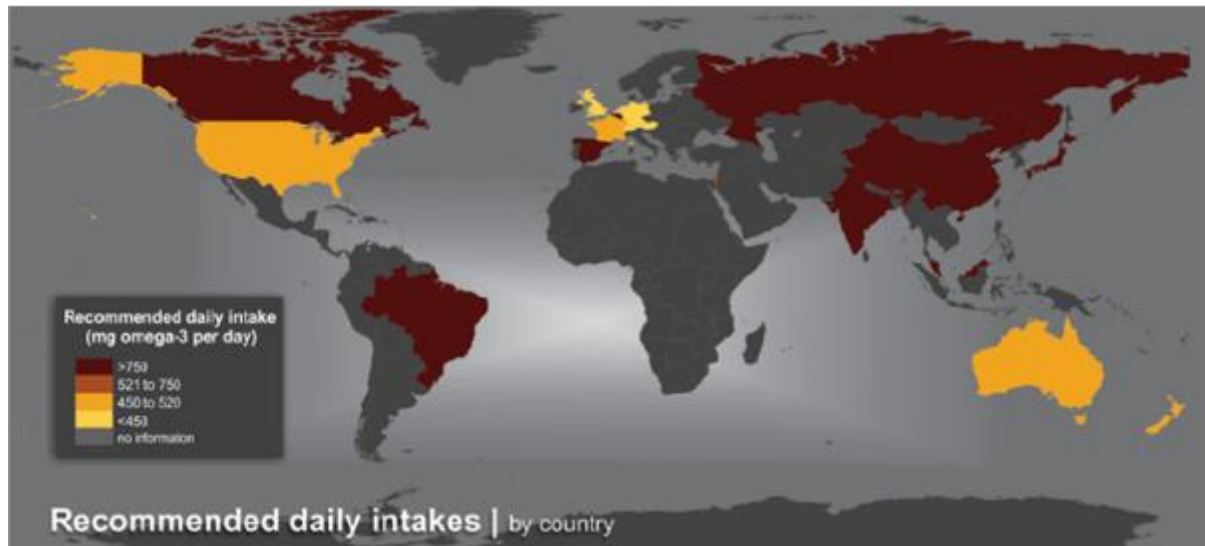 Recommended daily intake
(mg omega-3 per day)
>750
521 to 750
450 to 520
<450
no information
Recommended daily intakes | by country